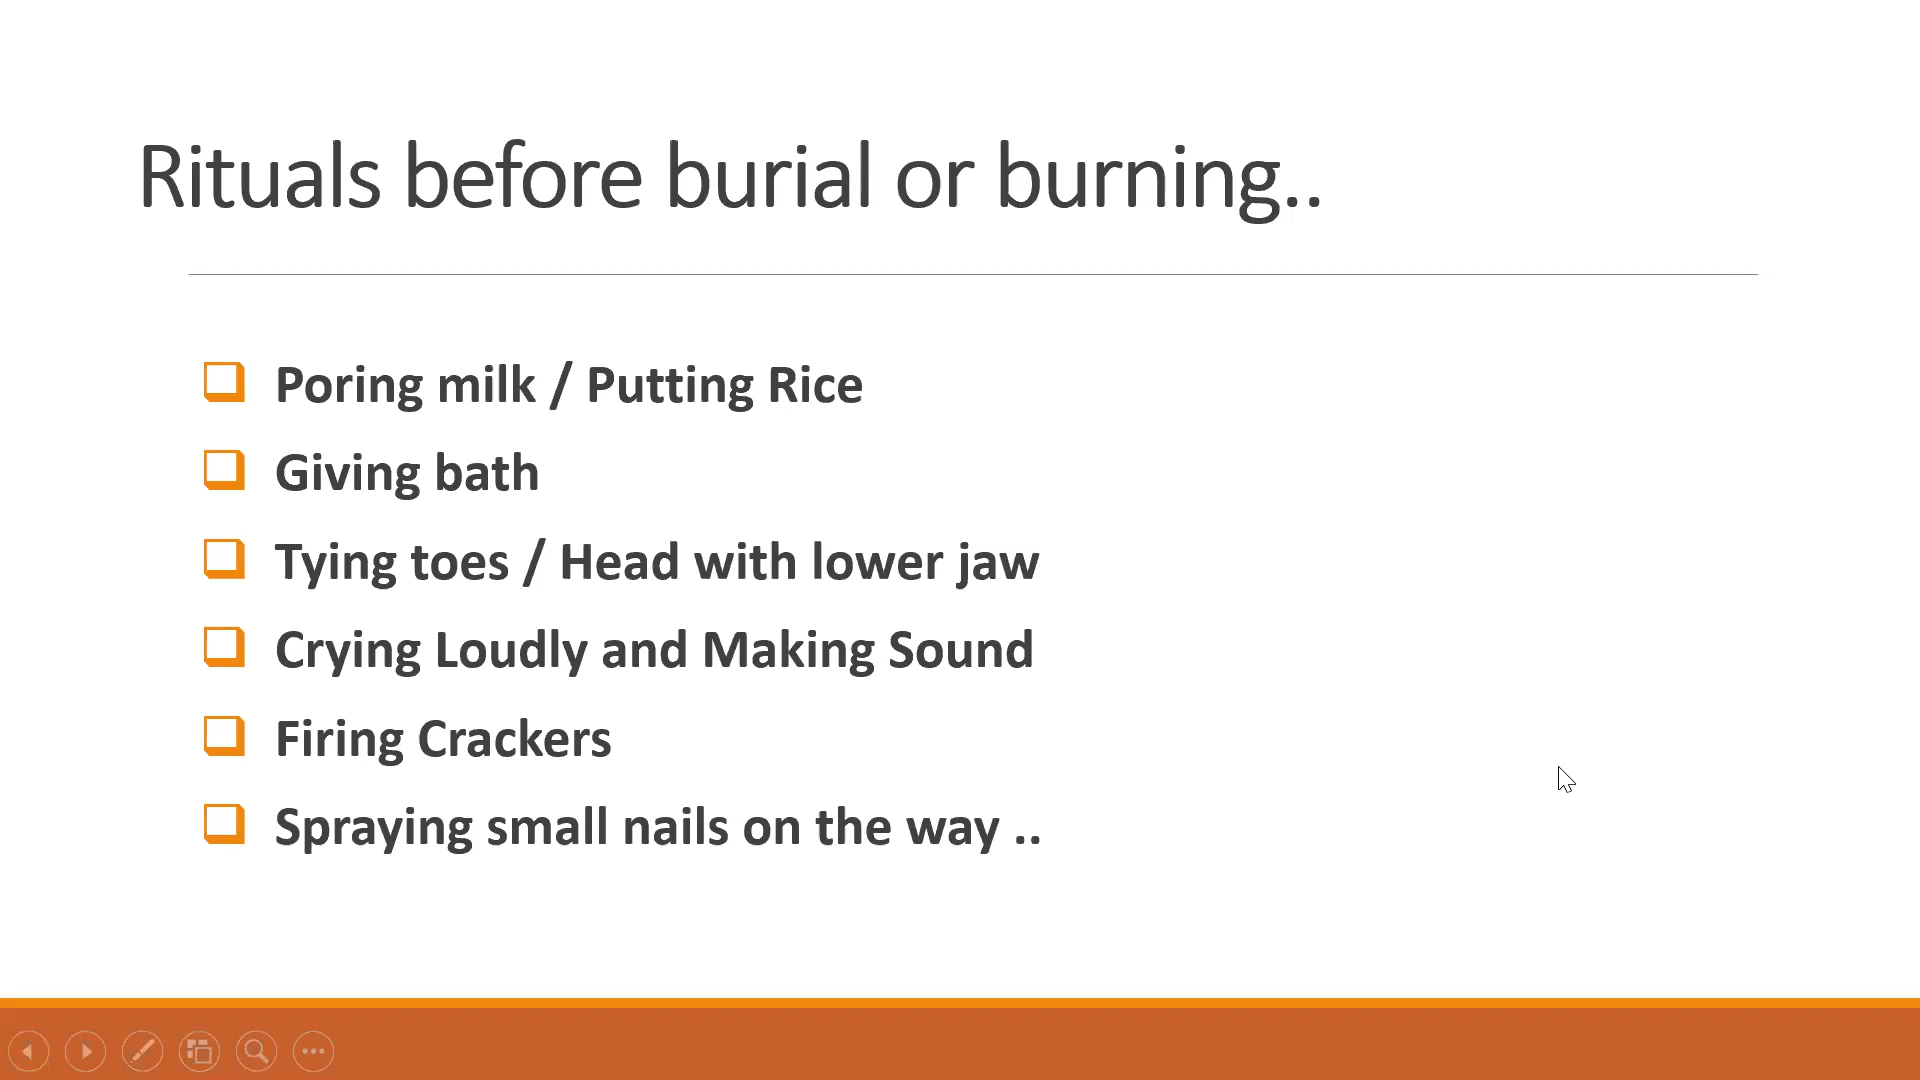 Rituals before burial or burning..
Poring milk / Putting Rice
Giving bath
Tying toes / Head with lower jaw
Crying Loudly and Making Sound
Firing Crackers
Spraying small nails on the way ..